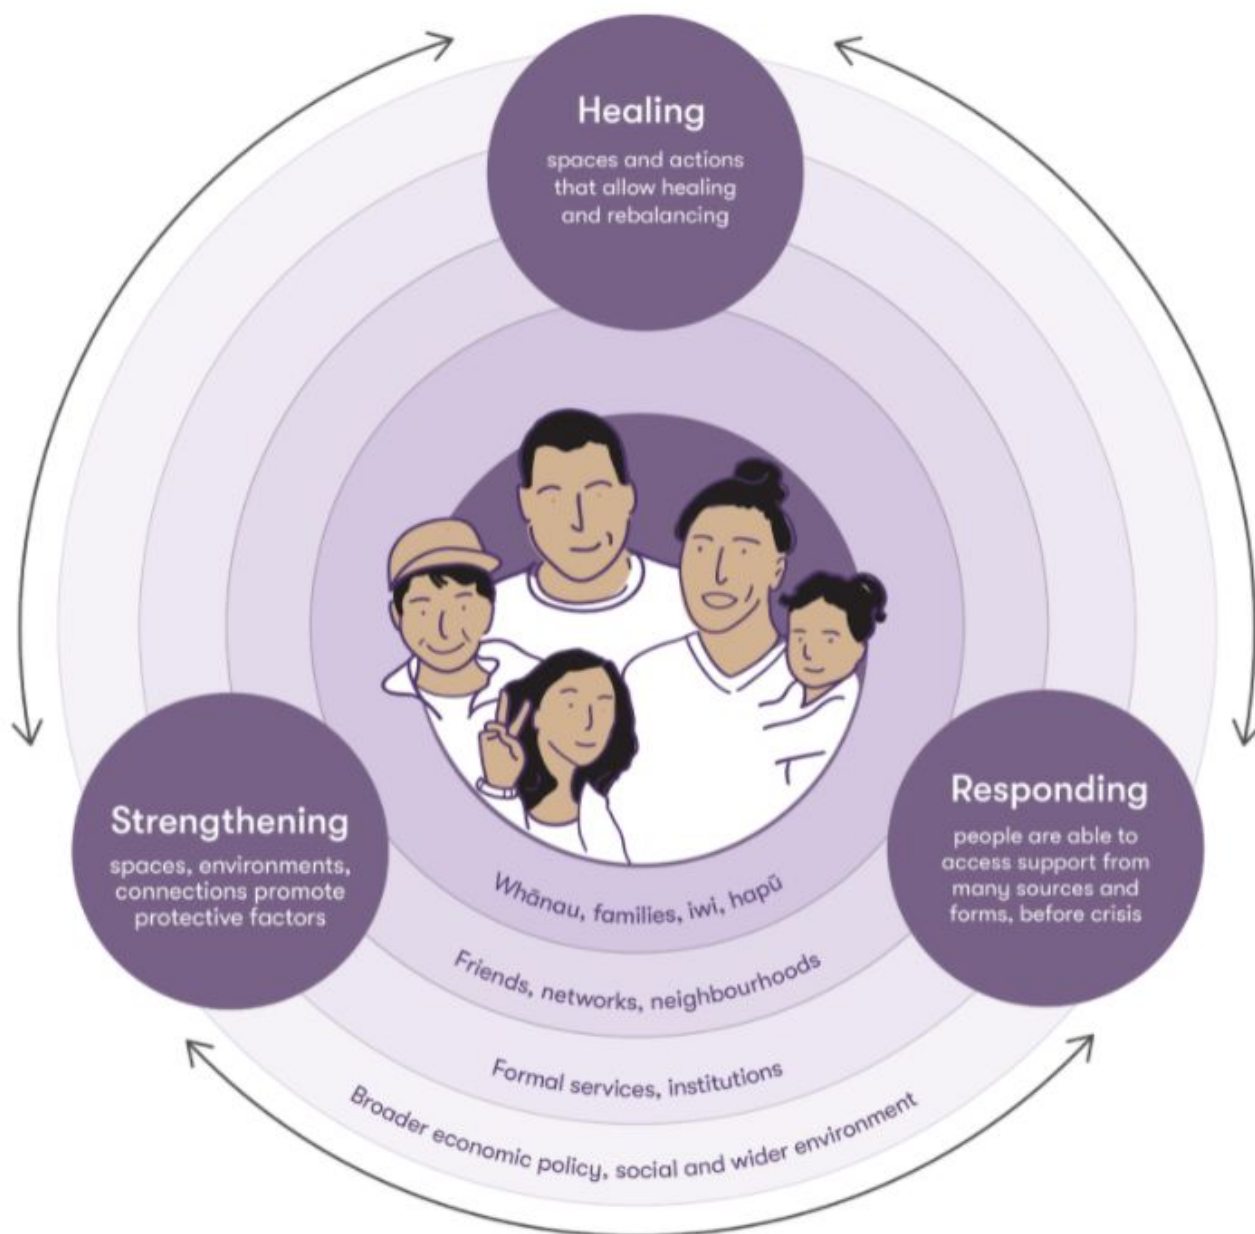 Healing
spaces and actions
that allow healing
and rebalancing
Strengthening
spaces, environments,
connections promote
protective factors
Responding
people are able to
access support from
many sources and
forms, before crisis
Whānau, families, iwi, hapū
Friends, networks, neighbourhoods
Formal services, institutions
Broader economic policy, social and wider environment